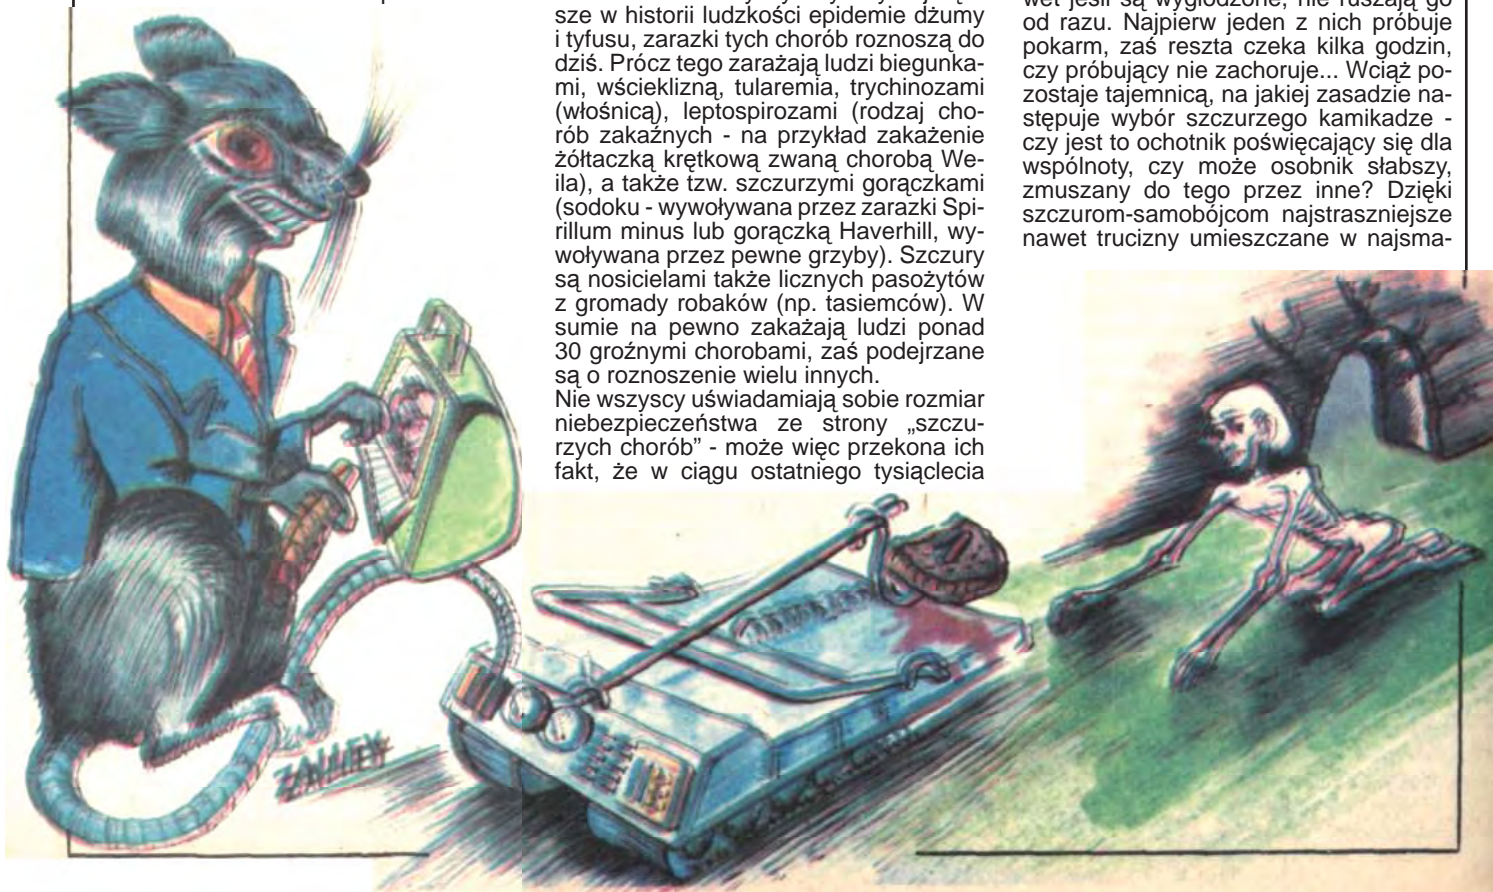 sze w historii ludzkości epidemie dżumy
i tyfusu, zarazki tych chorób roznoszą do
dziś. Prócz tego zarażają ludzi biegunka-
mi, wścieklizną, tularemia, trychinozami
(włośnicą), leptospirozami (rodzaj cho-
rób zakaźnych - na przykład zakażenie
żółtaczką krętkową zwaną chorobą We-
ila), a także tzw. szczurzymi gorączkami
(sodoku - wywoływana przez zarazki Spi-
rillum minus lub gorączką Haverhill, wy-
woływana przez pewne grzyby). Szczury
są nosicielami także licznych pasożytów
z gromady robaków (np. tasiemców). W
sumie na pewno zakażają ludzi ponad
30 groźnymi chorobami, zaś podejrzane
są o roznoszenie wielu innych.
Nie wszyscy uświadamiają sobie rozmiar
niebezpieczeństwa ze strony „szczu-
rzych chorób” - może więc przekona ich
fakt, że w ciągu ostatniego tysiąclecia
wet jeśli są wygłodzone, nie ruszają go
od razu. Najpierw jeden z nich próbuje
pokarm, zaś reszta czeka kilka godzin,
czy próbujący nie zachoruje... Wciąż po-
zostaje tajemnicą, na jakiej zasadzie na-
stępuje wybór szczurzego kamikadze -
czy jest to ochotnik poświęcający się dla
wspólnoty, czy może osobnik słabszy,
zmuszany do tego przez inne? Dzięki
szczurom-samobójcom najstraszniejsze
nawet trucizny umieszczane w najsma-